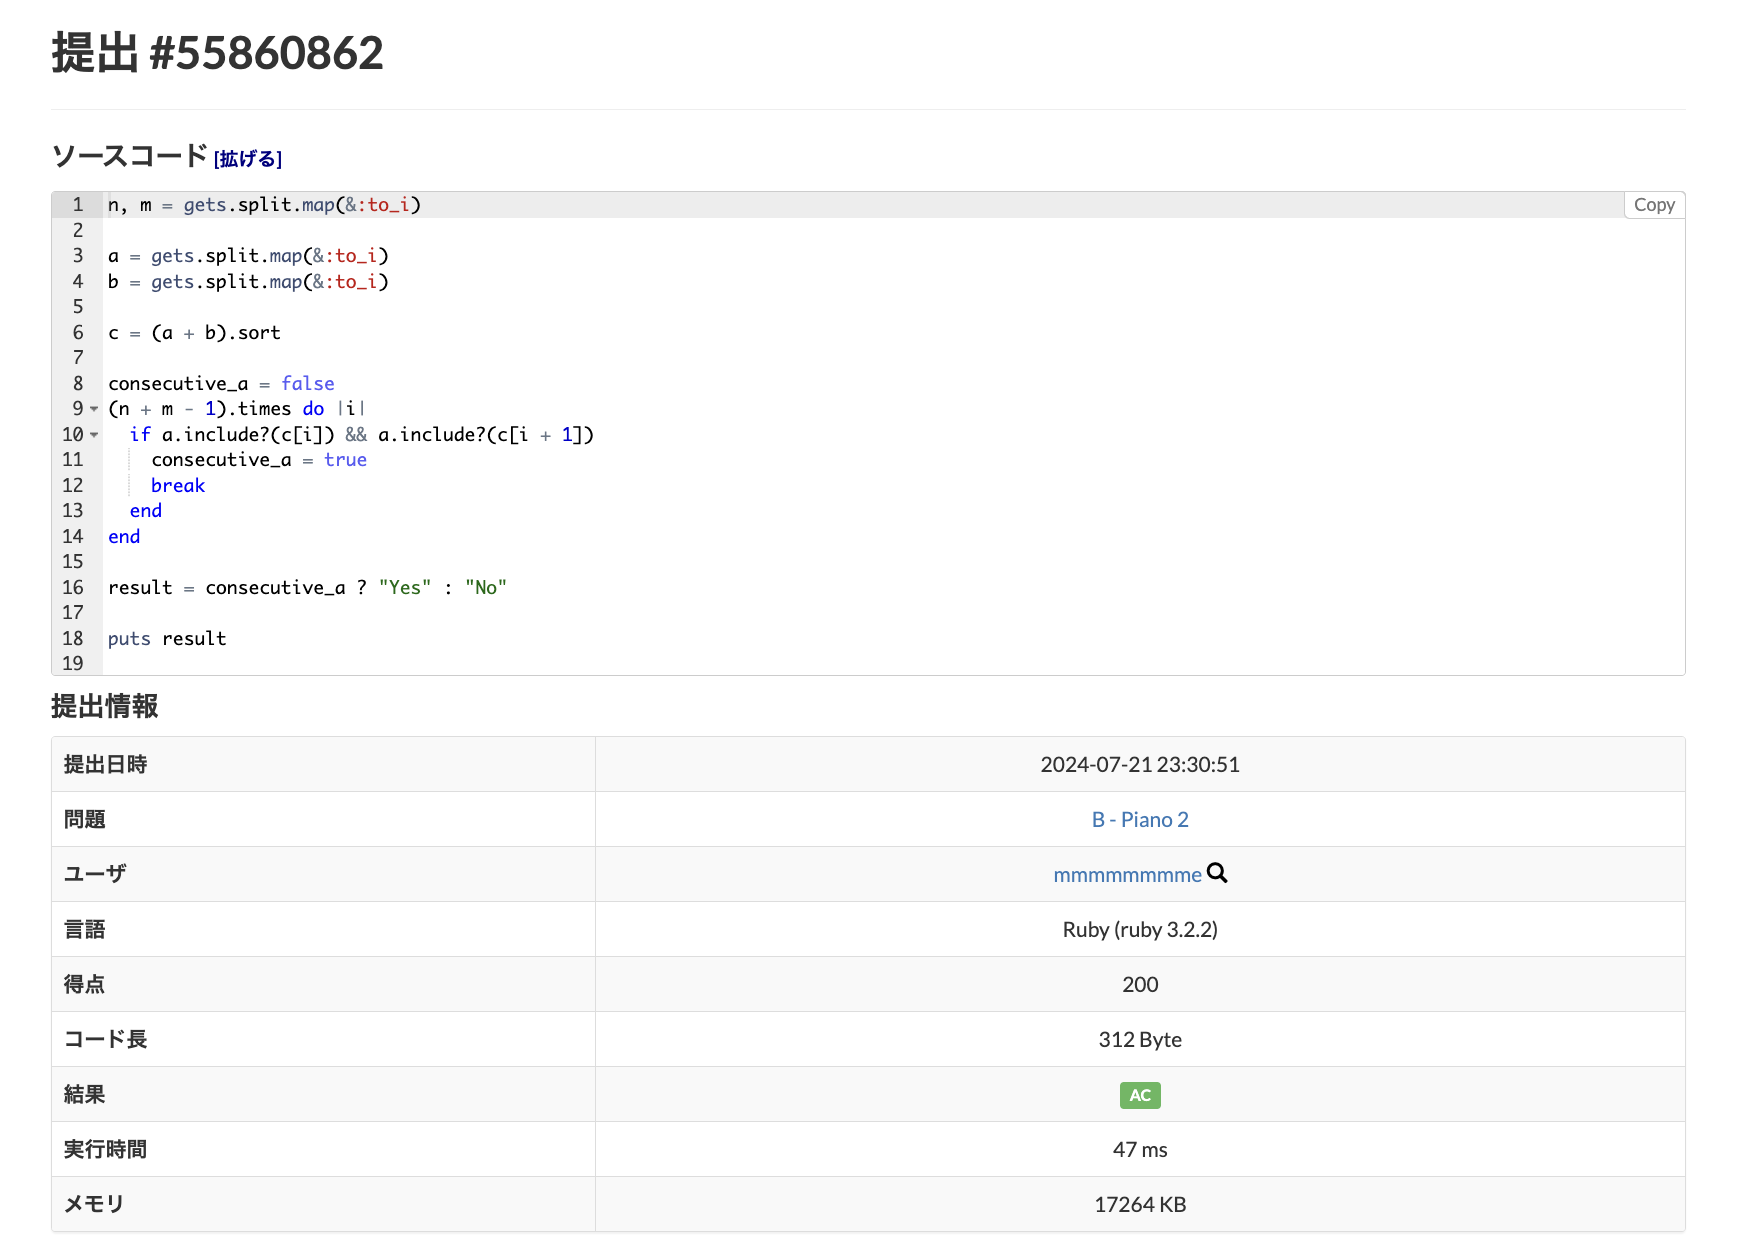 提出 #55860862
ソースコード [拡げる]
Copy
1 n, m = gets.split.map(&:to_i)
2
3 a = gets.split.map(&:to_i)
4 b = gets.split.map(&:to_i)
5
6 c = (a + b).sort
7
8 consecutive_a = false
9 (n + m - 1).times do |i|
10   if a.include?(c[i]) && a.include?(c[i + 1])
11     consecutive_a = true
12     break
13   end
14 end
15
16 result = consecutive_a ? "Yes" : "No"
17
18 puts result
19
提出情報
提出日時 2024-07-21 23:30:51
問題 B - Piano 2
ユーザ mmmmmmmmme
言語 Ruby (ruby 3.2.2)
得点 200
コード長 312 Byte
結果 AC
実行時間 47 ms
メモリ 17264 KB